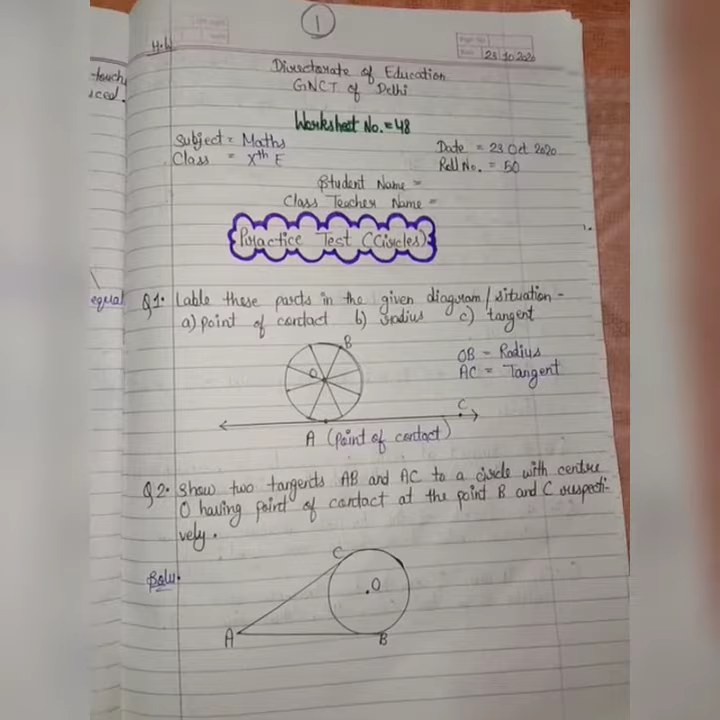 1
H.W
23 10 2020
touch,
Directorate of Education
GNCT of Delhi
Worksheet No. = 48
Subject = Maths
Date = 23 Oct 2020
Class = Xth E
Roll No. = 50
Student Name =
Class Teacher Name =
Practice Test (Circles)
equal
Q1. Lable these parts in the given diagram / situation -
a) point of contact b) radius c) tangent
B
O
OB - Radius
AC = Tangent
C
A (Point of contact)
Q2. Show two tangents AB and AC to a circle with centre
O having point of contact at the point B and C respecti-
vely.
Solu.
C
O
A
B